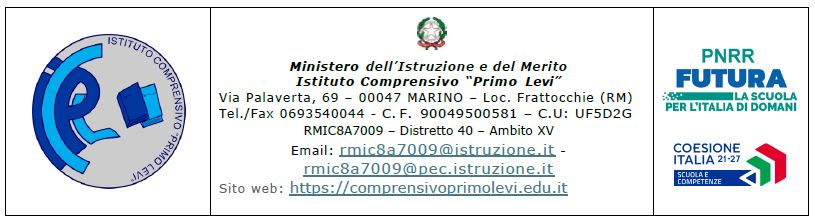 ISTITUTO COMPRENSIVO "PRIMO LEVI"
Ministero dell'Istruzione e del Merito
Istituto Comprensivo "Primo Levi"
Via Palaverta, 69 – 00047 MARINO – Loc. Frattocchie (RM)
Tel./Fax 0693540044 - C. F. 90049500581 – C.U: UF5D2G
RMIC8A7009 – Distretto 40 – Ambito XV
Email: rmic8a7009@istruzione.it -
rmic8a7009@pec.istruzione.it
Sito web: https://comprensivoprimolevi.edu.it
PNRR
FUTURA
LA SCUOLA
PER L'ITALIA DI DOMANI
COESIONE
ITALIA 21-27
SCUOLA E
COMPETENZE